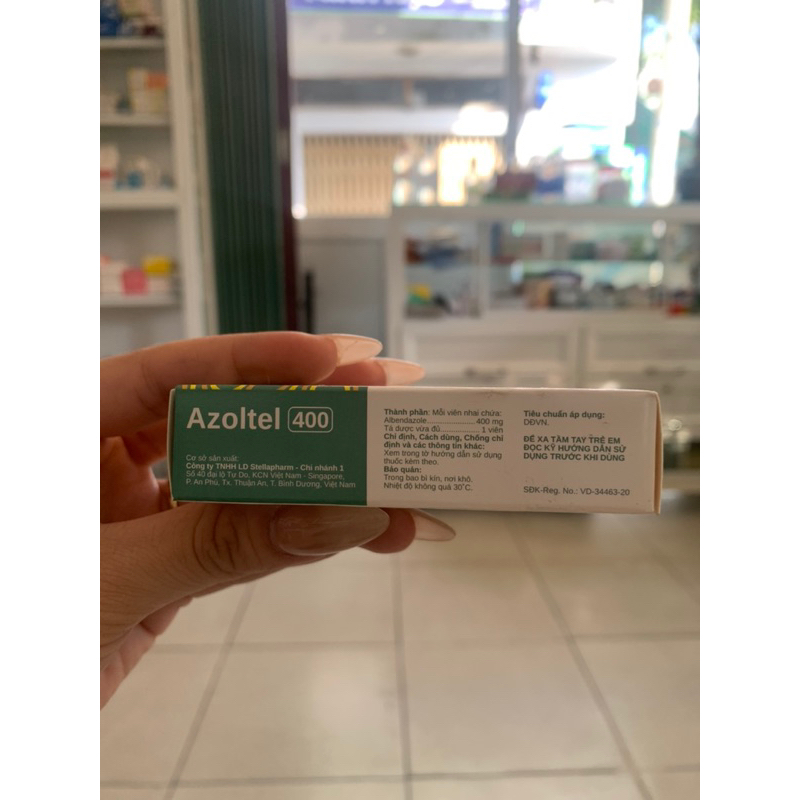 Azoltel 400
Cơ sở sản xuất:
Công ty TNHH LD Stellapharm - Chi nhánh 1
Số 40 đại lộ Tự Do, KCN Việt Nam - Singapore,
P. An Phú, Tx. Thuận An, T. Bình Dương, Việt Nam
Thành phần: Mỗi viên nhai chứa:
Albendazole....................400 mg
Tá dược vừa đủ...............1 viên
Chỉ định, Cách dùng, Chống chỉ
định và các thông tin khác:
Xem trong tờ hướng dẫn sử dụng
thuốc kèm theo.
Bảo quản:
Trong bao bì kín, nơi khô.
Nhiệt độ không quá 30°C.
Tiêu chuẩn áp dụng:
DĐVN.
ĐỂ XA TẦM TAY TRẺ EM
ĐỌC KỸ HƯỚNG DẪN SỬ
DỤNG TRƯỚC KHI DÙNG
SĐK-Reg. No.: VD-34463-20